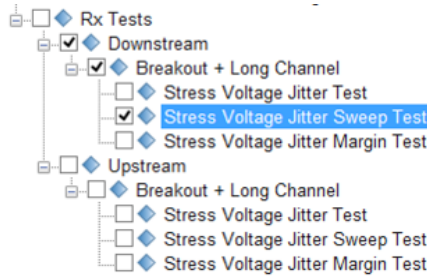 Rx Tests
Downstream
Breakout + Long Channel
Stress Voltage Jitter Test
Stress Voltage Jitter Sweep Test
Stress Voltage Jitter Margin Test
Upstream
Breakout + Long Channel
Stress Voltage Jitter Test
Stress Voltage Jitter Sweep Test
Stress Voltage Jitter Margin Test